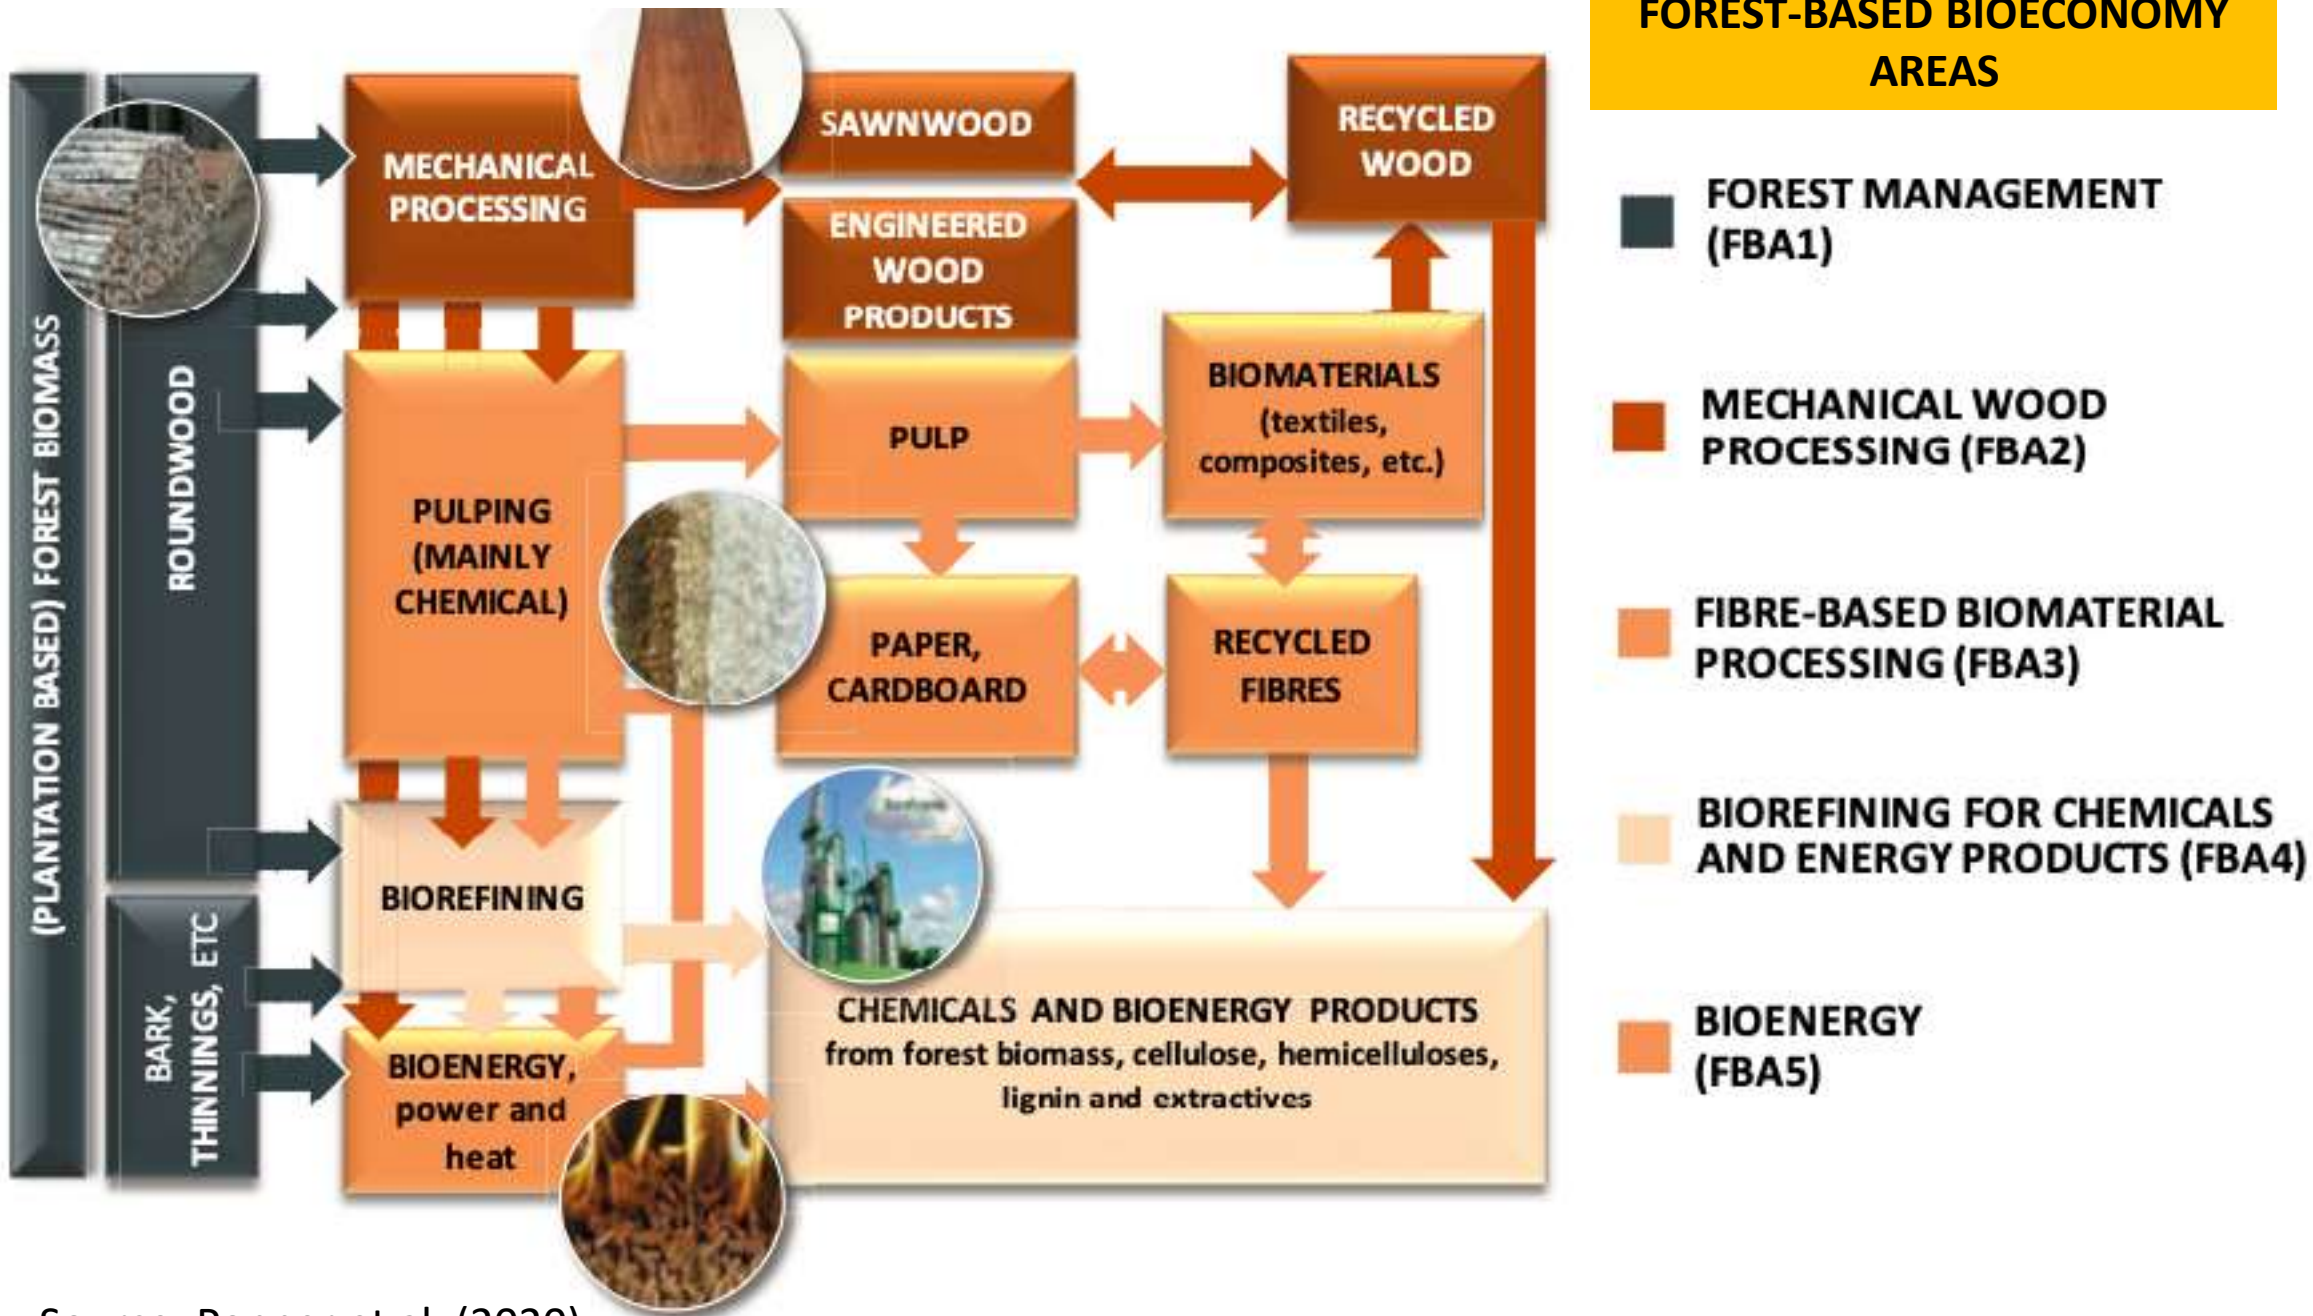 FOREST-BASED BIOECONOMY
AREAS
(PLANTATION BASED) FOREST BIOMASS
ROUNDWOOD
BARK,
THINNINGS, ETC
MECHANICAL
PROCESSING
SAWNWOOD
ENGINEERED
WOOD
PRODUCTS
RECYCLED
WOOD
PULPING
(MAINLY
CHEMICAL)
PULP
BIOMATERIALS
(textiles,
composites, etc.)
PAPER,
CARDBOARD
RECYCLED
FIBRES
BIOREFINING
BIOENERGY,
power and
heat
CHEMICALS AND BIOENERGY PRODUCTS
from forest biomass, cellulose, hemicelluloses,
lignin and extractives
FOREST MANAGEMENT
(FBA1)
MECHANICAL WOOD
PROCESSING (FBA2)
FIBRE-BASED BIOMATERIAL
PROCESSING (FBA3)
BIOREFINING FOR CHEMICALS
AND ENERGY PRODUCTS (FBA4)
BIOENERGY
(FBA5)
et al. (2020)